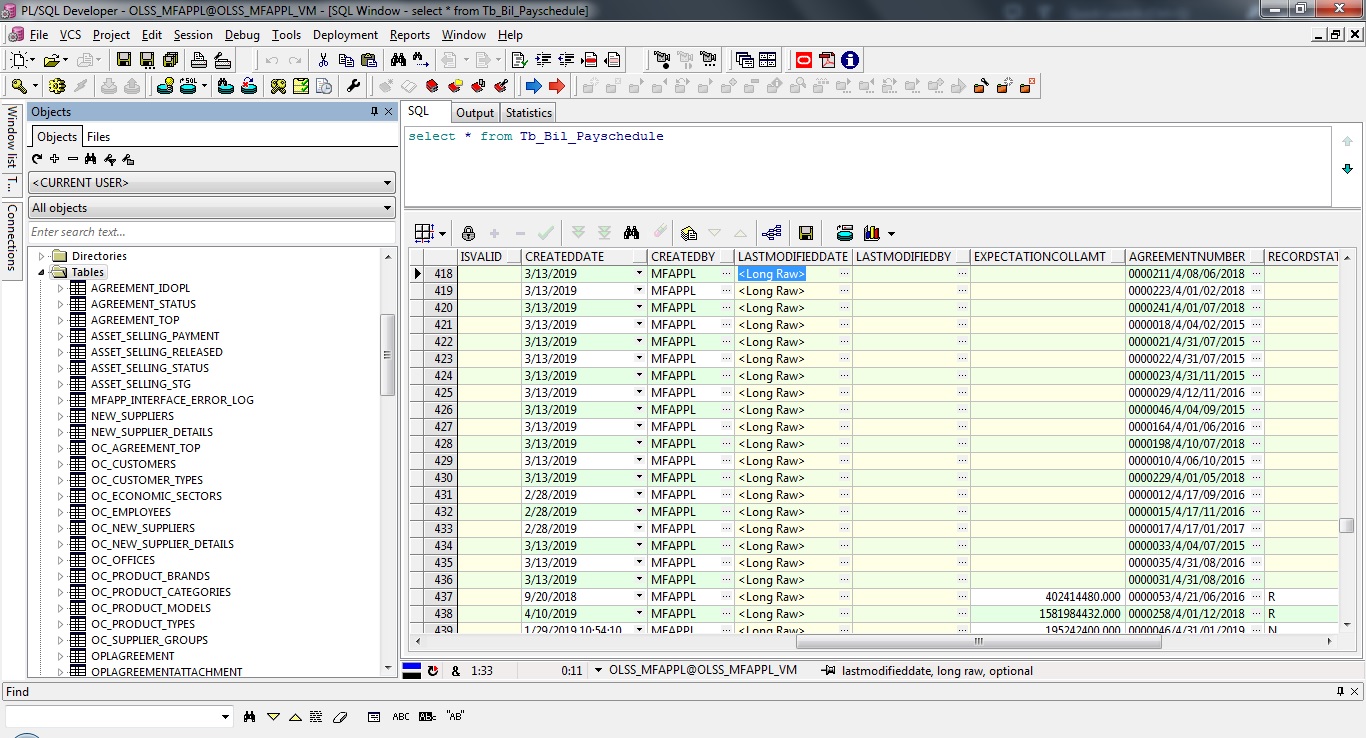 PL/SQL Developer - OLSS_MFAPPL@OLSS_MFAPPL_VM - [SQL Window - select * from Tb_Bil_Payschedule]
File VCS Project Edit Session Debug Tools Deployment Reports Window Help
SQL
Window list
T...
Connections
Objects
Objects Files
<CURRENT USER>
All objects
Enter search text...
Directories
Tables
AGREEMENT_IDOPL
AGREEMENT_STATUS
AGREEMENT_TOP
ASSET_SELLING_PAYMENT
ASSET_SELLING_RELEASED
ASSET_SELLING_STATUS
ASSET_SELLING_STG
MFAPP_INTERFACE_ERROR_LOG
NEW_SUPPLIERS
NEW_SUPPLIER_DETAILS
OC_AGREEMENT_TOP
OC_CUSTOMERS
OC_CUSTOMER_TYPES
OC_ECONOMIC_SECTORS
OC_EMPLOYEES
OC_NEW_SUPPLIERS
OC_NEW_SUPPLIER_DETAILS
OC_OFFICES
OC_PRODUCT_BRANDS
OC_PRODUCT_CATEGORIES
OC_PRODUCT_MODELS
OC_PRODUCT_TYPES
OC_SUPPLIER_GROUPS
OPLAGREEMENT
OPLAGREEMENTATTACHMENT
SQL Output Statistics
select * from Tb_Bil_Payschedule
ISVALID CREATEDDATE CREATEDBY LASTMODIFIEDDATE LASTMODIFIEDBY EXPECTATIONCOLLAMT AGREEMENTNUMBER RECORDSTAT
418 3/13/2019 MFAPPL <Long Raw> 0000211/4/08/06/2018
419 3/13/2019 MFAPPL <Long Raw> 0000223/4/01/02/2018
420 3/13/2019 MFAPPL <Long Raw> 0000241/4/01/07/2018
421 3/13/2019 MFAPPL <Long Raw> 0000018/4/04/02/2015
422 3/13/2019 MFAPPL <Long Raw> 0000021/4/31/07/2015
423 3/13/2019 MFAPPL <Long Raw> 0000022/4/31/07/2015
424 3/13/2019 MFAPPL <Long Raw> 0000023/4/31/11/2015
425 3/13/2019 MFAPPL <Long Raw> 0000029/4/12/11/2016
426 3/13/2019 MFAPPL <Long Raw> 0000046/4/04/09/2015
427 3/13/2019 MFAPPL <Long Raw> 0000164/4/01/06/2016
428 3/13/2019 MFAPPL <Long Raw> 0000198/4/10/07/2018
429 3/13/2019 MFAPPL <Long Raw> 0000010/4/06/10/2015
430 3/13/2019 MFAPPL <Long Raw> 0000229/4/01/05/2018
431 2/28/2019 MFAPPL <Long Raw> 0000012/4/17/09/2016
432 2/28/2019 MFAPPL <Long Raw> 0000015/4/17/11/2016
433 2/28/2019 MFAPPL <Long Raw> 0000017/4/17/01/2017
434 3/13/2019 MFAPPL <Long Raw> 0000033/4/04/07/2015
435 3/13/2019 MFAPPL <Long Raw> 0000035/4/31/08/2016
436 3/13/2019 MFAPPL <Long Raw> 0000031/4/31/08/2016
437 9/20/2018 MFAPPL <Long Raw> 402414480.000 0000053/4/21/06/2016 R
438 4/10/2019 MFAPPL <Long Raw> 1581984432.000 0000258/4/01/12/2018 R
439 1/29/2019 10:54:10 MFAPPL <Long Raw> 195242400.000 0000046/4/31/01/2019 N
& 1:33 0:11 OLSS_MFAPPL@OLSS_MFAPPL_VM lastmodifieddate, long raw, optional
Find
ABC "AB"